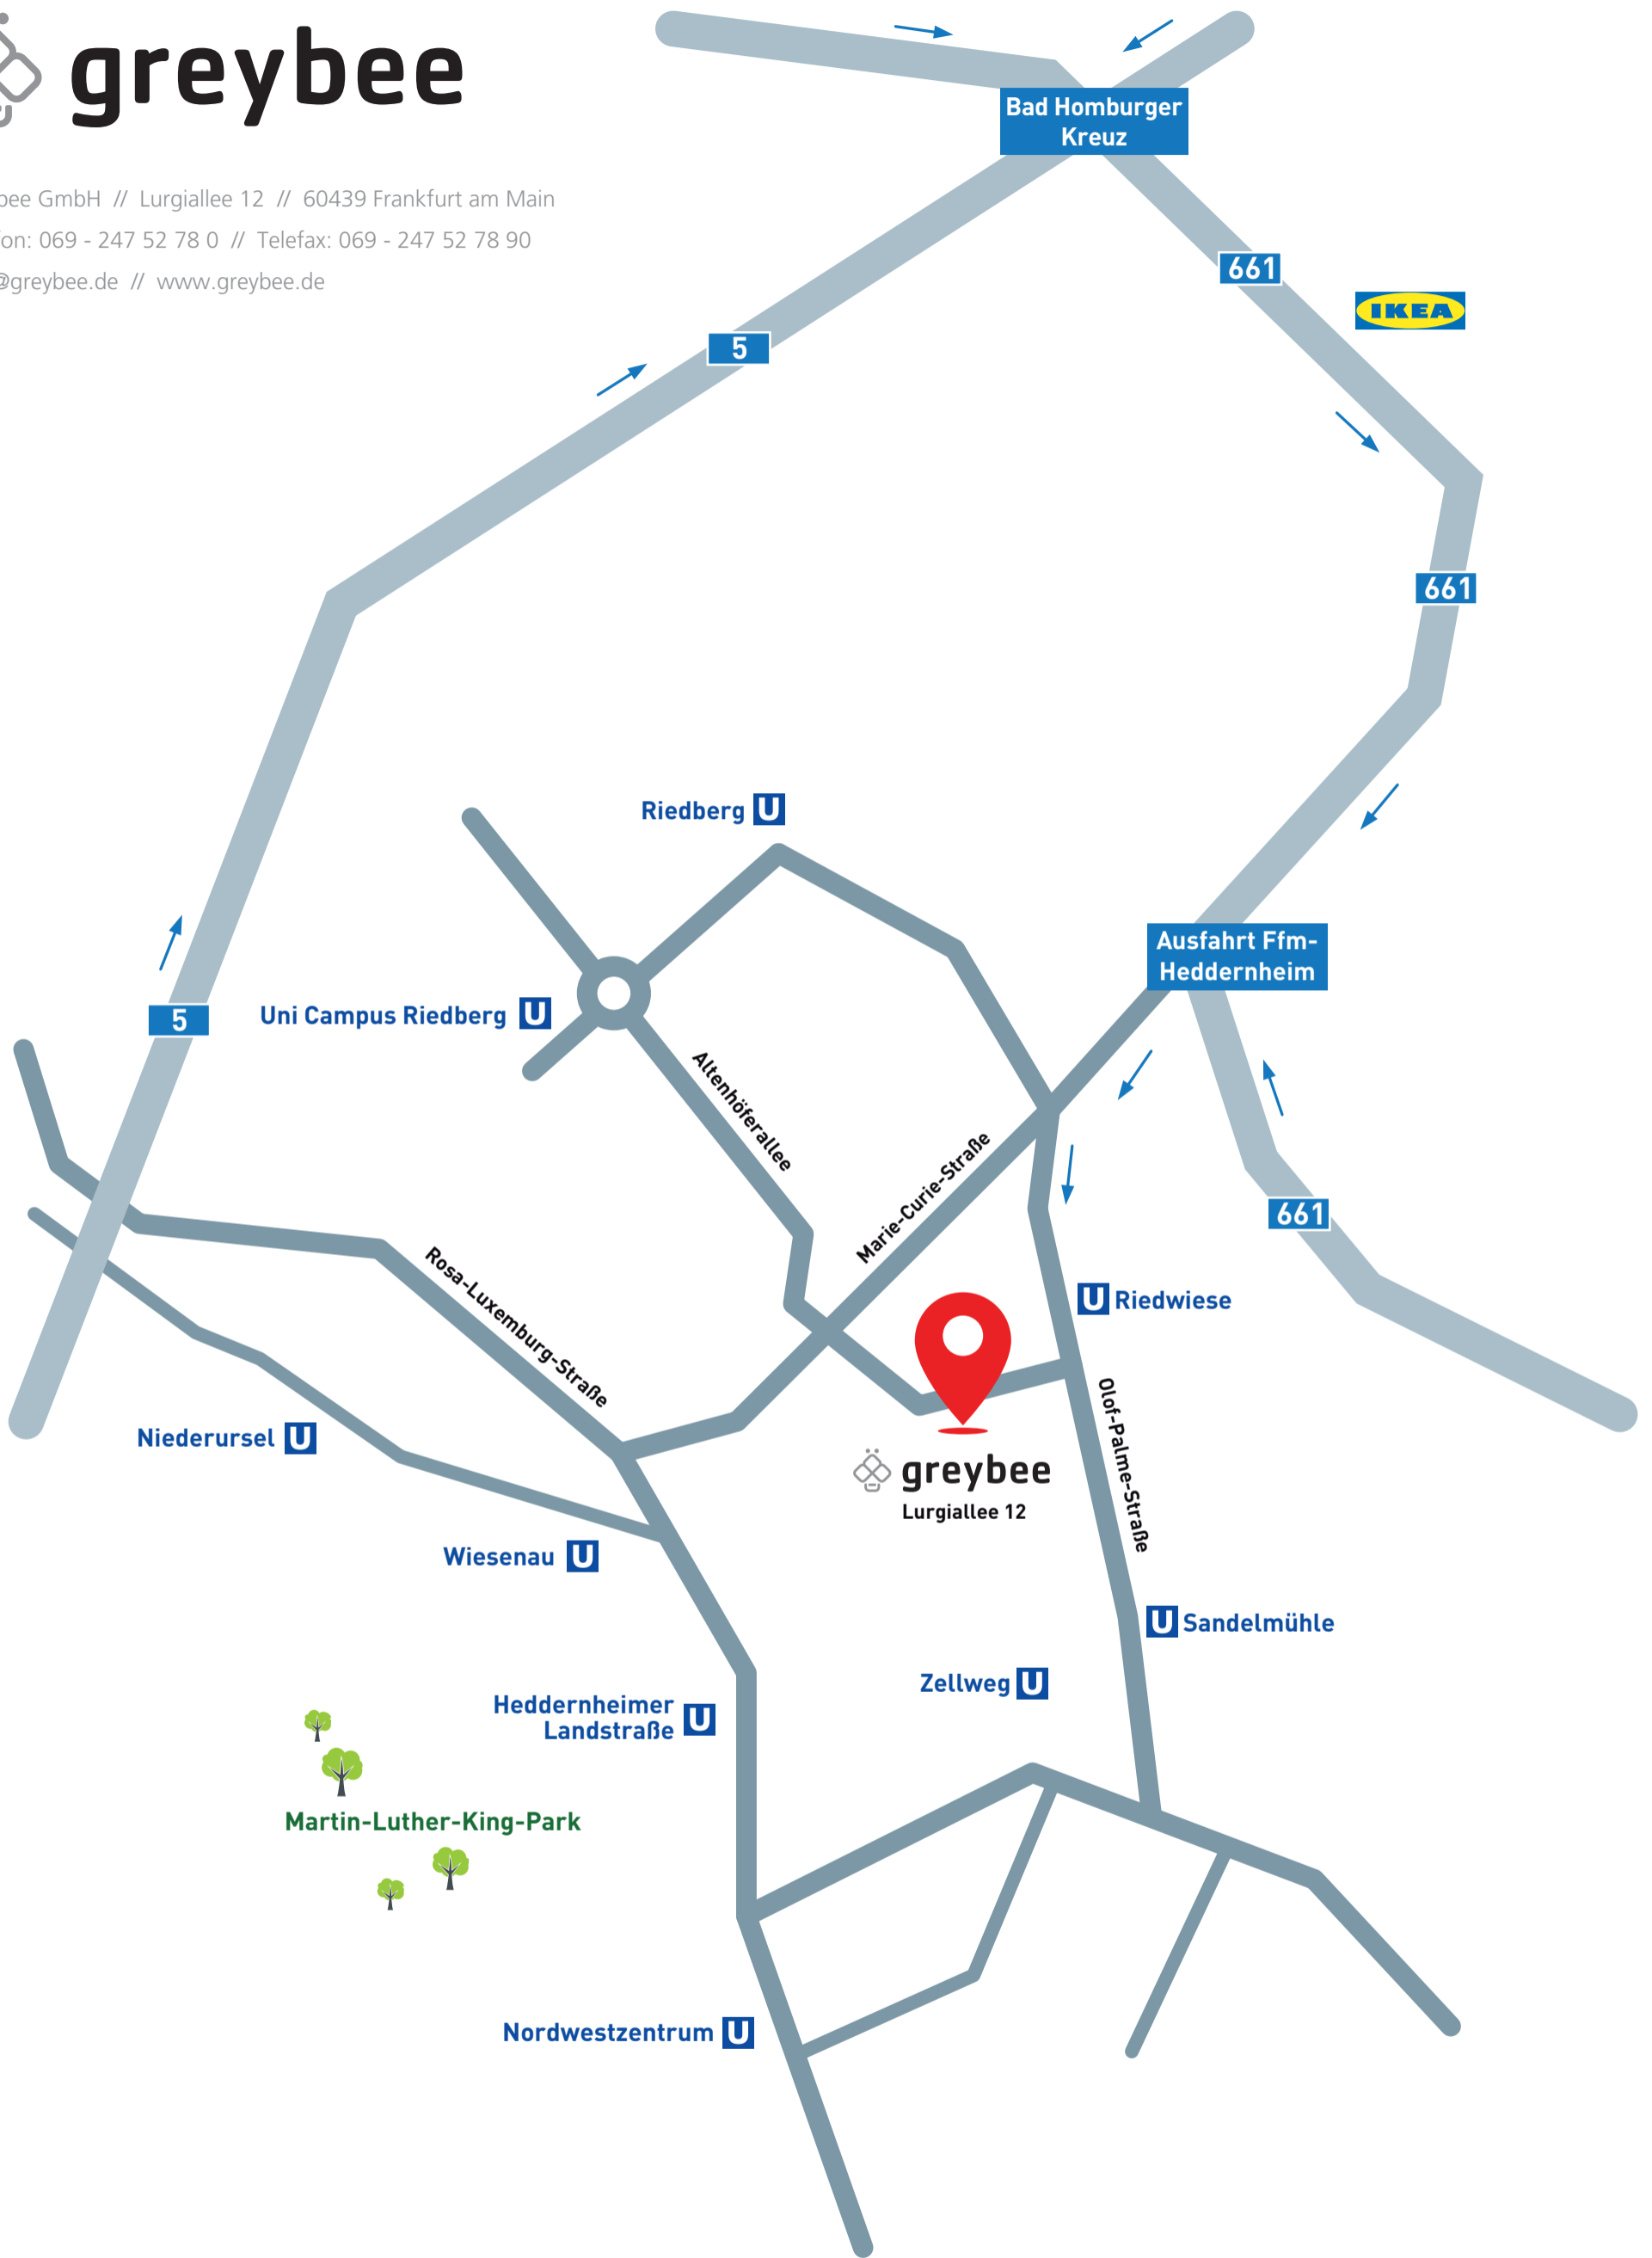 greybee
bee GmbH // Lurgiallee 12 // 60439 Frankfurt am Main
on: 069 - 247 52 78 0 // Telefax: 069 - 247 52 78 90
@greybee.de // www.greybee.de
Bad Homburger
Kreuz
661
IKEA
5
661
Riedberg U
Ausfahrt Ffm-
Heddernheim
Uni Campus Riedberg U
5
Altenhöferallee
Marie-Curie-Straße
661
Rosa-Luxemburg-Straße
U Riedwiese
Niederursel U
Olof-Palme-Straße
greybee
Lurgiallee 12
Wiesenau U
U Sandelmühle
Zellweg U
Heddernheimer
Landstraße U
Martin-Luther-King-Park
Nordwestzentrum U